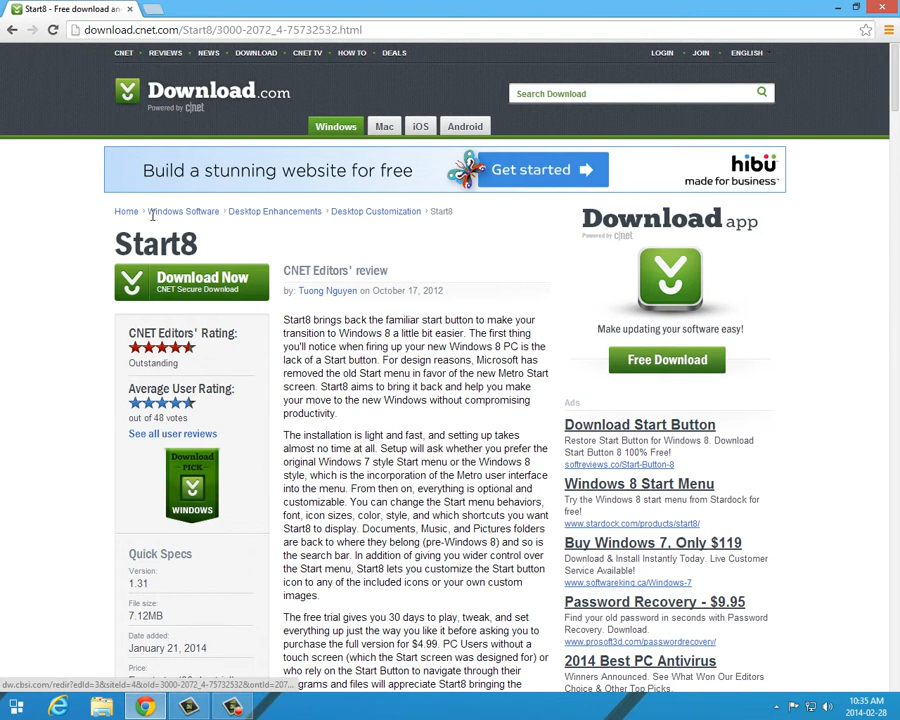 Start8 - Free download an
download.cnet.com/Start8/3000-2072_4-75732532.html
CNET • REVIEWS • NEWS • DOWNLOAD • CNET TV • HOW TO • DEALS
LOGIN • JOIN • ENGLISH
Download.com
Powered by c|net
Search Download
Windows
Mac
iOS
Android
Build a stunning website for free
Get started
hibu
made for business™
Home › Windows Software › Desktop Enhancements › Desktop Customization › Start8
Start8
Download Now
CNET Secure Download
CNET Editors' Rating:
Outstanding
Average User Rating:
out of 48 votes
See all user reviews
Download
PICK
WINDOWS
Quick Specs
Version:
1.31
File size:
7.12MB
Date added:
January 21, 2014
Price:
CNET Editors' review
by: Tuong Nguyen on October 17, 2012
Start8 brings back the familiar start button to make your
transition to Windows 8 a little bit easier. The first thing
you'll notice when firing up your new Windows 8 PC is the
lack of a Start button. For design reasons, Microsoft has
removed the old Start menu in favor of the new Metro Start
screen. Start8 aims to bring it back and help you make
your move to the new Windows without compromising
productivity.
The installation is light and fast, and setting up takes
almost no time at all. Setup will ask whether you prefer the
original Windows 7 style Start menu or the Windows 8
style, which is the incorporation of the Metro user interface
into the menu. From then on, everything is optional and
customizable. You can change the Start menu behaviors,
font, icon sizes, color, style, and which shortcuts you want
Start8 to display. Documents, Music, and Pictures folders
are back to where they belong (pre-Windows 8) and so is
the search bar. In addition of giving you wider control over
the Start menu, Start8 lets you customize the Start button
icon to any of the included icons or your own custom
images.
The free trial gives you 30 days to play, tweak, and set
everything up just the way you like it before asking you to
purchase the full version for $4.99. PC Users without a
touch screen (which the Start screen was designed for) or
who rely on the Start Button to navigate through their
grams and files will appreciate Start8 bringing the
Download app
Powered by c|net
Make updating your software easy!
Free Download
Ads
Download Start Button
Restore Start Button for Windows 8. Download
Start Button 8 100% Free!
softreviews.co/Start-Button-8
Windows 8 Start Menu
Try the Windows 8 start menu from Stardock for
free.
www.stardock.com/products/start8/
Buy Windows 7, Only $119
Download & Install Instantly Today. Live Customer
Service Available!
www.softwareking.ca/Windows-7
Password Recovery - $9.95
Find your old password in seconds with Password
Recovery. Download.
www.prosoft3d.com/passwordrecovery/
2014 Best PC Antivirus
Winners Announced. See What Won our Editors
Choice & Other Top Picks.
dw.cbsi.com/redir?edId=3&siteId=4&oId=3000-2072_4-75732532&ontId=207...
10:35 AM
2014-02-28